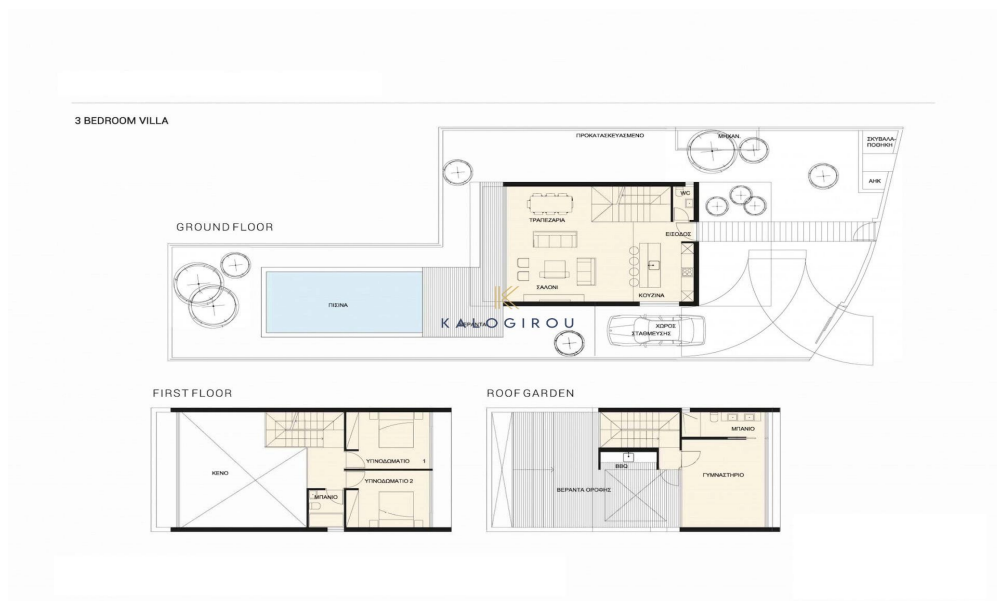 3 BEDROOM VILLA
ΠΡΟΚΑΤΑΣΚΕΥΑΣΜΕΝΟ
ΜΗΧΑΝ.
ΣΚΥΒΑΛΑ-
ΠΟΘΗΚΗ
ΑΗΚ
WC
ΤΡΑΠΕΖΑΡΙΑ
GROUND FLOOR
ΕΙΣΟΔΟΣ
ΣΑΛΟΝΙ
ΚΟΥΖΙΝΑ
ΠΙΣΙΝΑ
ΒΕΡΑΝΤΑ
KALOGIROU
ΧΩΡΟΣ
ΣΤΑΘΜΕΥΣΗΣ
FIRST FLOOR
ΚΕΝΟ
ΥΠΝΟΔΩΜΑΤΙΟ 1
ΥΠΝΟΔΩΜΑΤΙΟ 2
ΜΠΑΝΙΟ
ROOF GARDEN
ΜΠΑΝΙΟ
BBQ
ΓΥΜΝΑΣΤΗΡΙΟ
ΒΕΡΑΝΤΑ ΟΡΟΦΗΣ